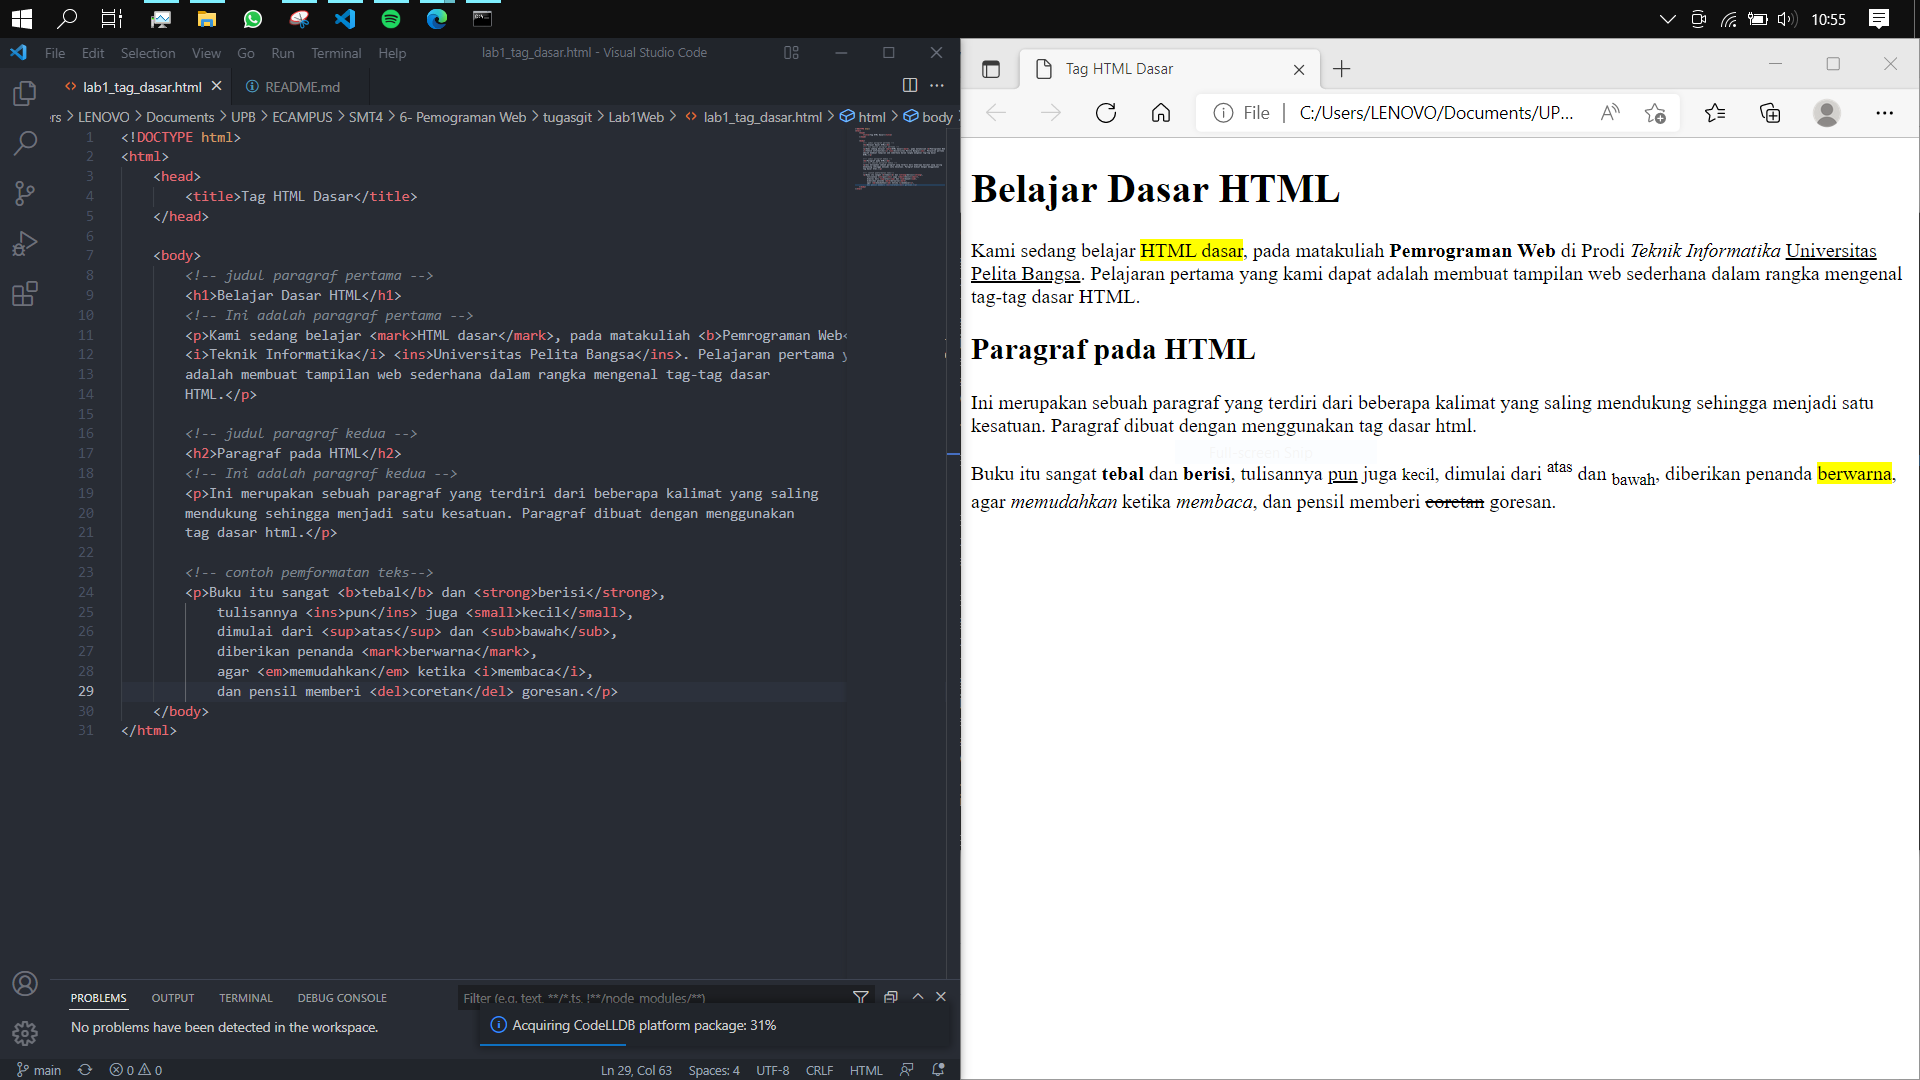 10:55
File Edit Selection View Go Run Terminal Help
lab1_tag_dasar.html - Visual Studio Code
lab1_tag_dasar.html
README.md
ers > LENOVO > Documents > UPB > ECAMPUS > SMT4 > 6- Pemograman Web > tugasgit > Lab1Web > lab1_tag_dasar.html > html > body
1 <!DOCTYPE html>
2 <html>
3 <head>
4 <title>Tag HTML Dasar</title>
5 </head>
6
7 <body>
8 <!-- judul paragraf pertama -->
9 <h1>Belajar Dasar HTML</h1>
10 <!-- Ini adalah paragraf pertama -->
11 <p>Kami sedang belajar <mark>HTML dasar</mark>, pada matakuliah <b>Pemrograman Web<
12 <i>Teknik Informatika</i> <ins>Universitas Pelita Bangsa</ins>. Pelajaran pertama y
13 adalah membuat tampilan web sederhana dalam rangka mengenal tag-tag dasar
14 HTML.</p>
15
16 <!-- judul paragraf kedua -->
17 <h2>Paragraf pada HTML</h2>
18 <!-- Ini adalah paragraf kedua -->
19 <p>Ini merupakan sebuah paragraf yang terdiri dari beberapa kalimat yang saling
20 mendukung sehingga menjadi satu kesatuan. Paragraf dibuat dengan menggunakan
21 tag dasar html.</p>
22
23 <!-- contoh pemformatan teks-->
24 <p>Buku itu sangat <b>tebal</b> dan <strong>berisi</strong>,
25 tulisannya <ins>pun</ins> juga <small>kecil</small>,
26 dimulai dari <sup>atas</sup> dan <sub>bawah</sub>,
27 diberikan penanda <mark>berwarna</mark>,
28 agar <em>memudahkan</em> ketika <i>membaca</i>,
29 dan pensil memberi <del>coretan</del> goresan.</p>
30 </body>
31 </html>
PROBLEMS OUTPUT TERMINAL DEBUG CONSOLE
Filter (e.g. text, **/*.ts, !**/node_modules/**)
No problems have been detected in the workspace.
Acquiring CodeLLDB platform package: 31%
main 0 0 Ln 29, Col 63 Spaces: 4 UTF-8 CRLF HTML
Tag HTML Dasar
File | C:/Users/LENOVO/Documents/UP...
Belajar Dasar HTML
Kami sedang belajar HTML dasar, pada matakuliah Pemrograman Web di Prodi Teknik Informatika Universitas
Pelita Bangsa. Pelajaran pertama yang kami dapat adalah membuat tampilan web sederhana dalam rangka mengenal
tag-tag dasar HTML.
Paragraf pada HTML
Ini merupakan sebuah paragraf yang terdiri dari beberapa kalimat yang saling mendukung sehingga menjadi satu
kesatuan. Paragraf dibuat dengan menggunakan tag dasar html.
Buku itu sangat tebal dan berisi, tulisannya pun juga kecil, dimulai dari atas dan bawah, diberikan penanda berwarna,
agar memudahkan ketika membaca, dan pensil memberi coretan goresan.